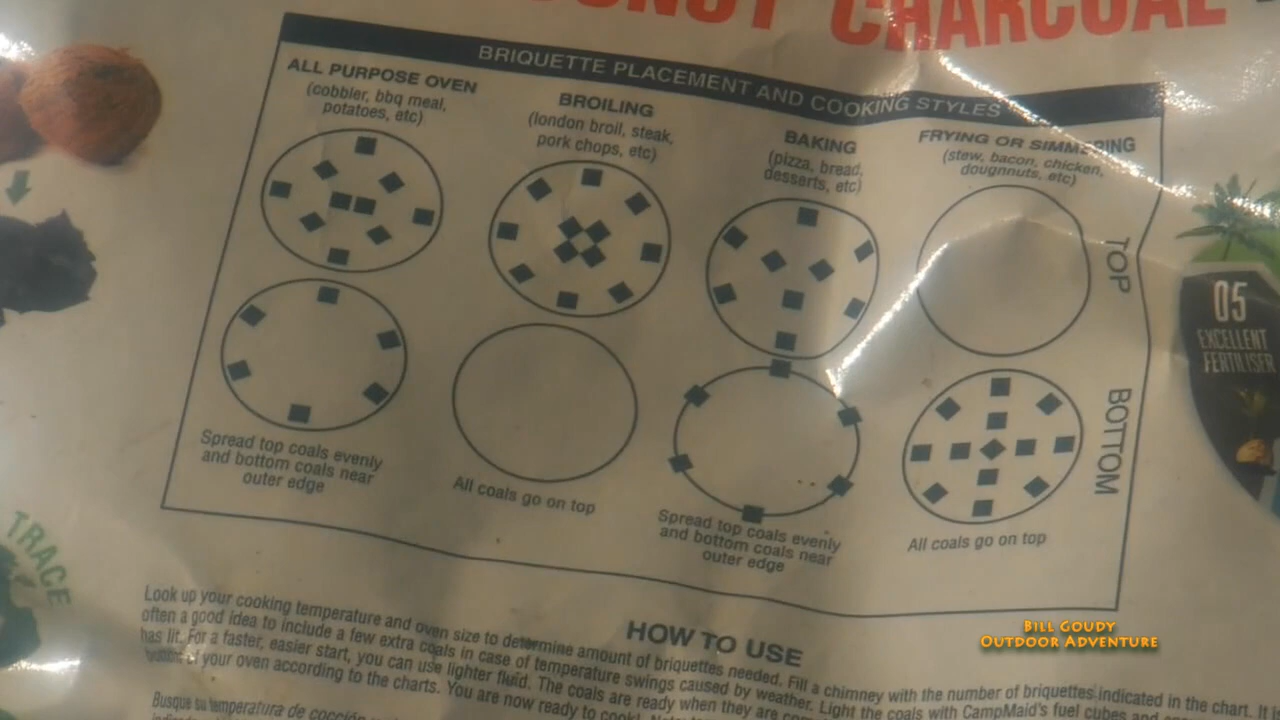 CHARCOAL
BRIQUETTE PLACEMENT AND COOKING STYLES
ALL PURPOSE OVEN
(cobbler, bbq meal,
potatoes, etc)
BROILING
(london broil, steak,
pork chops, etc)
BAKING
(pizza, bread,
desserts, etc)
FRYING OR SIMMERING
(stew, bacon, chicken,
dougnnuts, etc)
TOP
BOTTOM
Spread top coals evenly
and bottom coals near
outer edge
All coals go on top
Spread top coals evenly
and bottom coals near
outer edge
All coals go on top
05
EXCELLENT
FERTILISER
TRACE
HOW TO USE
Look up your cooking temperature and oven size to determine amount of briquettes needed. Fill a chimney with the number of briquettes indicated in the chart. It
often a good idea to include a few extra coals in case of temperature swings caused by weather. Light the coals with CampMaid's fuel cubes and
has lit. For a faster, easier start, you can use lighter fluid. The coals are ready when they are
bottom of your oven according to the charts. You are now ready to cook!
Busque su temperatura de cocción
BILL GOUDY
OUTDOOR ADVENTURE